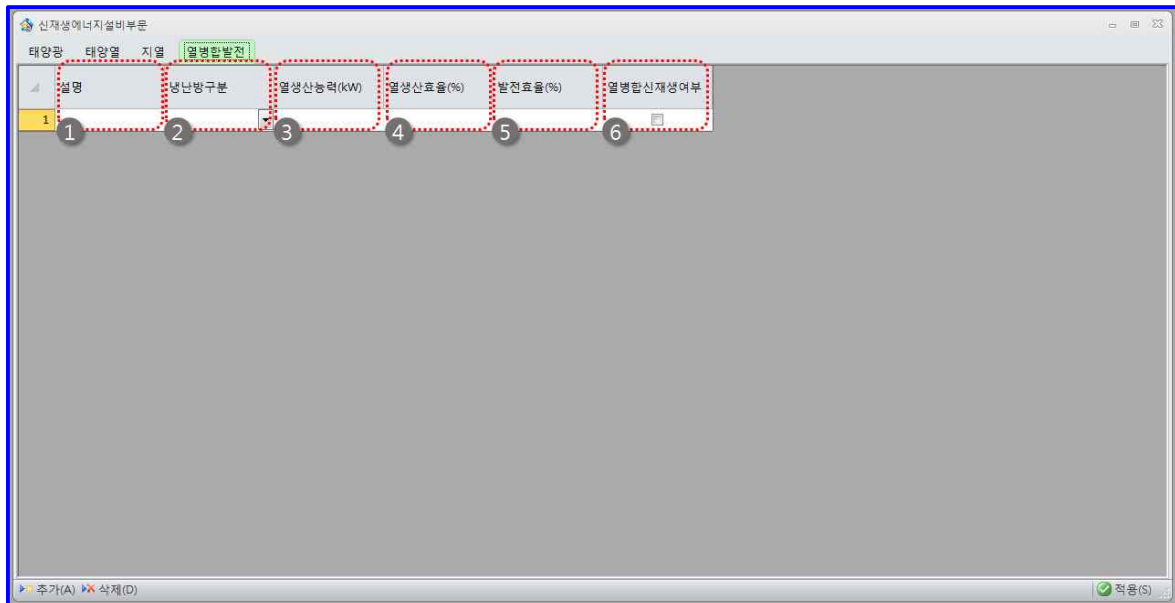 신재생에너지설비부문
태양광 태양열 지열 열병합발전
설명 냉난방구분 열생산능력(kW) 열생산효율(%) 발전효율(%) 열병합신재생여부
1
1 2 3 4 5 6
추가(A) 삭제(D) 적용(S)